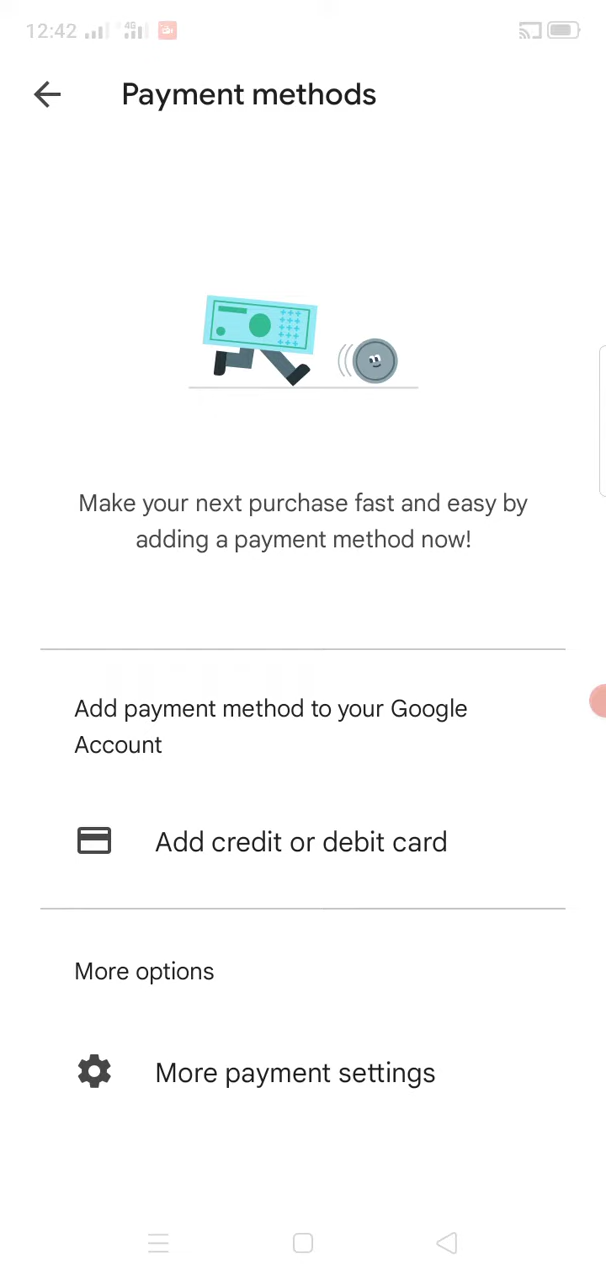 12:42 4G
Payment methods
Make your next purchase fast and easy by
adding a payment method now!
Add payment method to your Google
Account
Add credit or debit card
More options
More payment settings